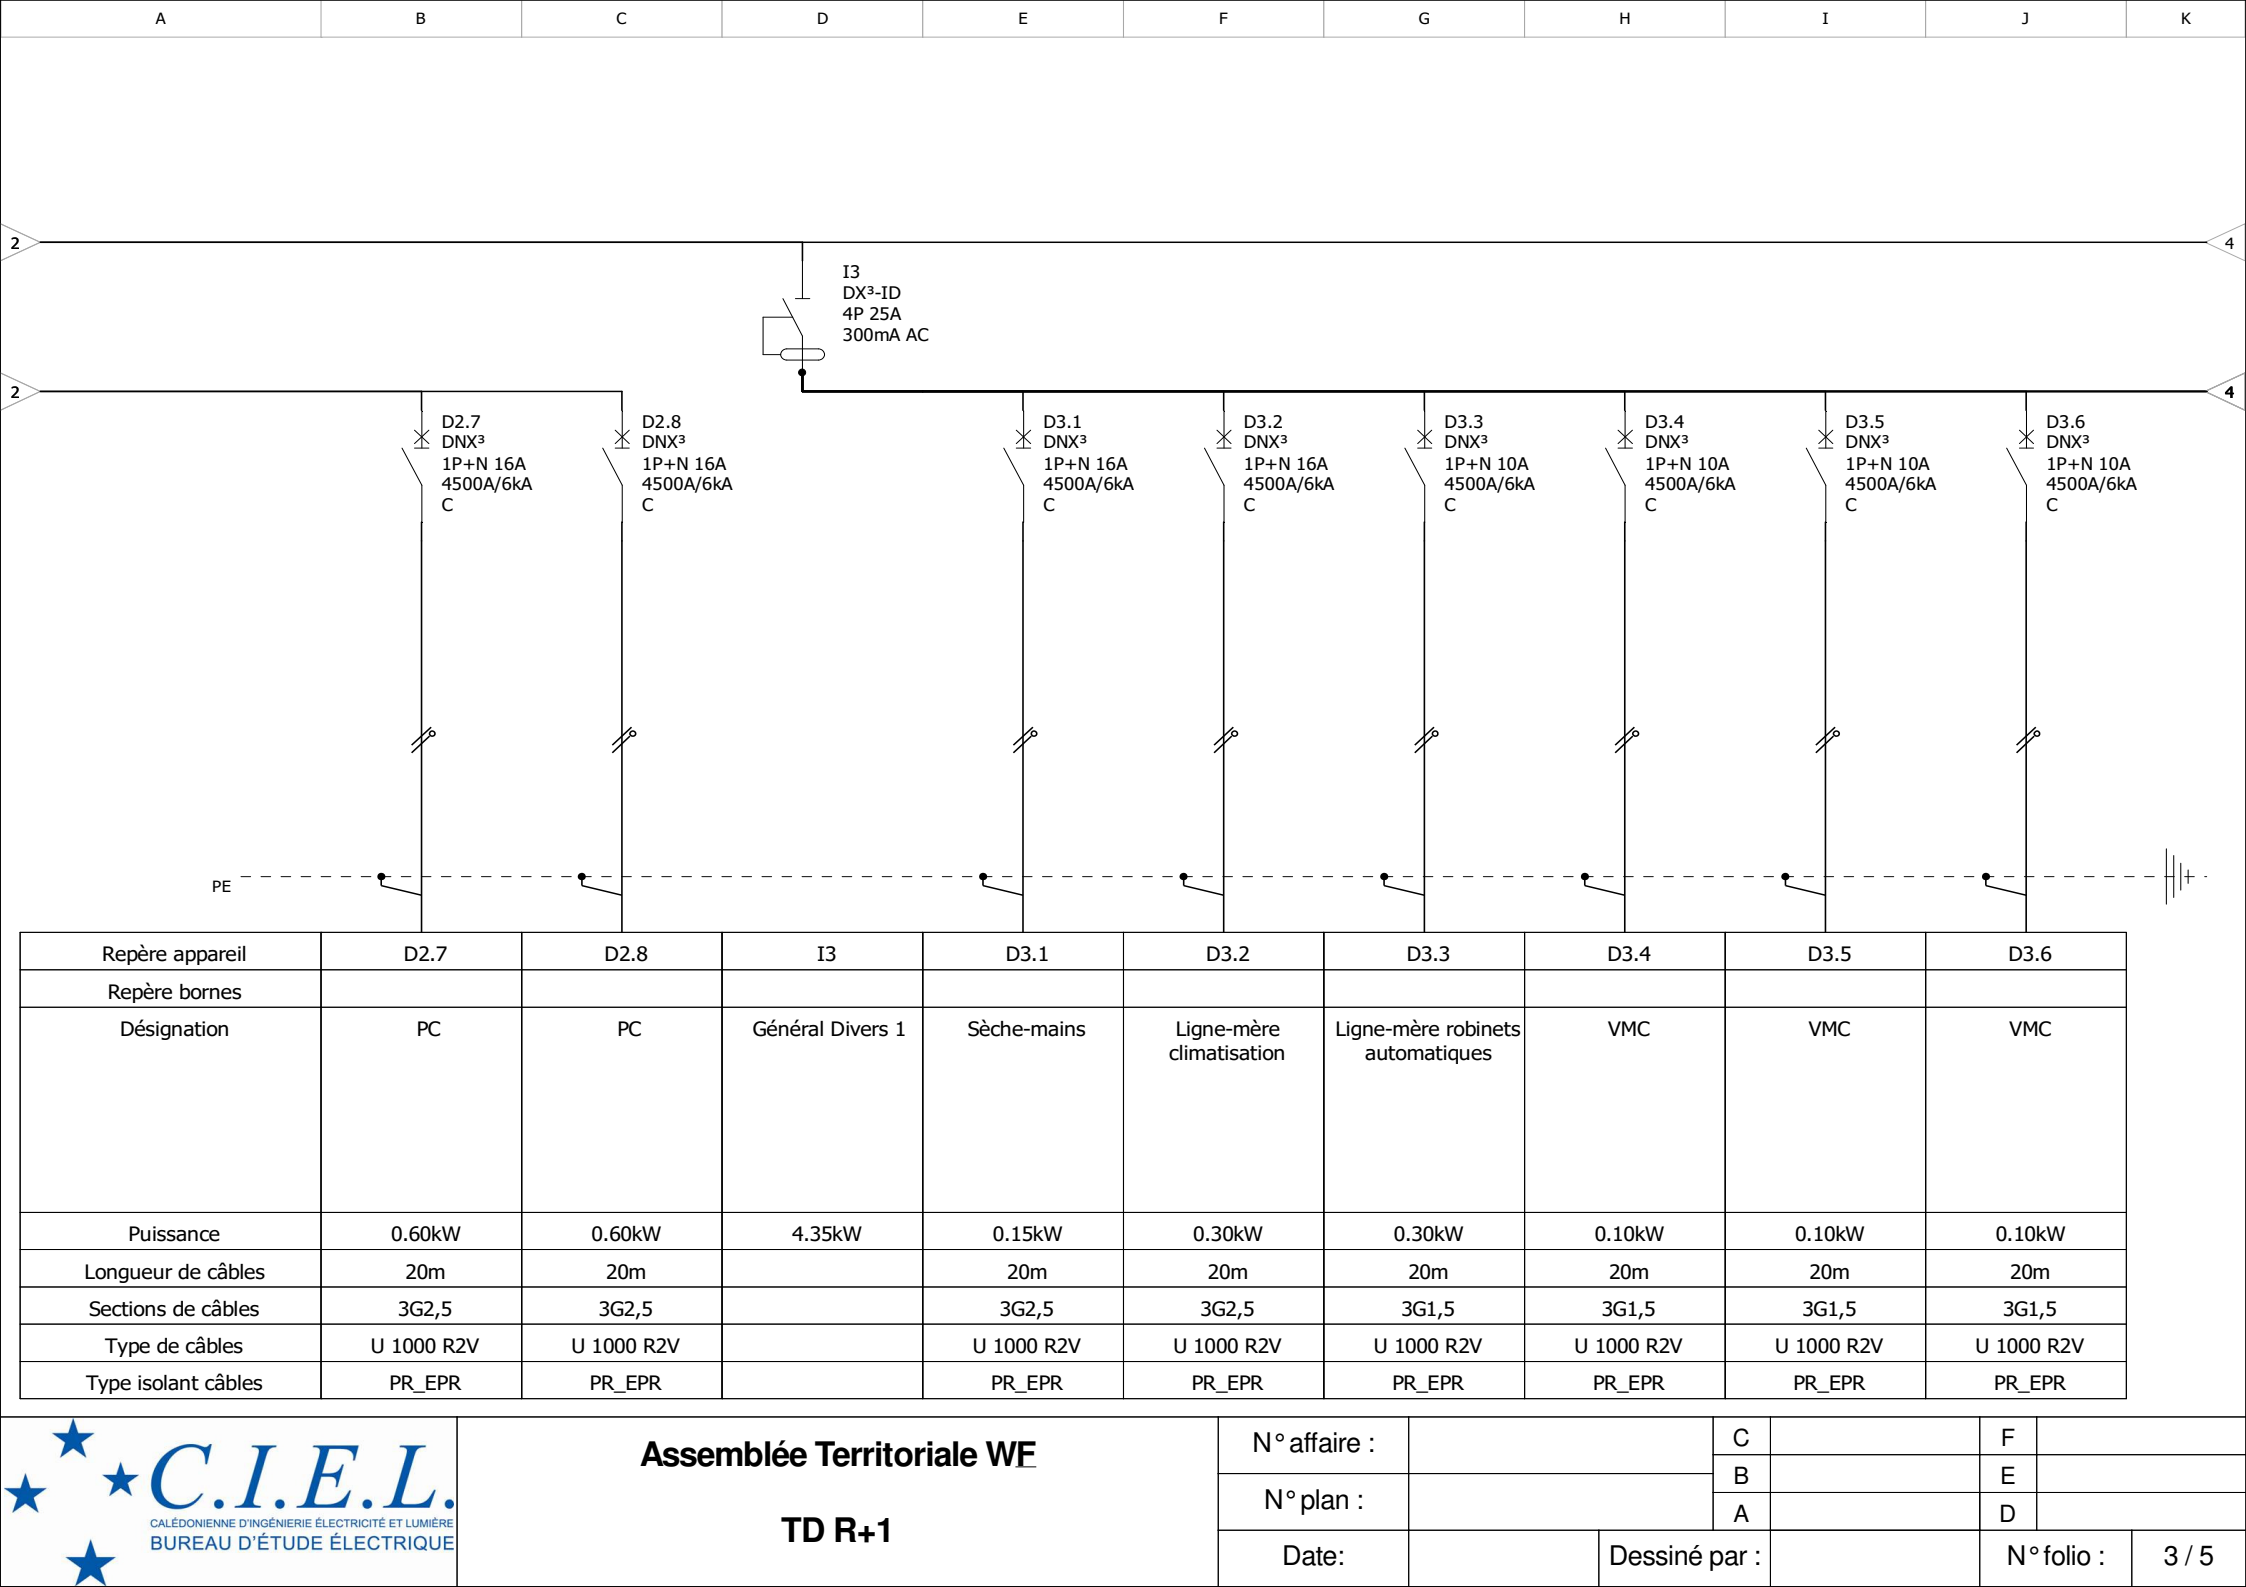 A B C D E F G H I J K
2 4
I3
DX³-ID
4P 25A
300mA AC
2 4
D2.7 D2.8 D3.1 D3.2 D3.3 D3.4 D3.5 D3.6
DNX³ DNX³ DNX³ DNX³ DNX³ DNX³ DNX³ DNX³
1P+N 16A 1P+N 16A 1P+N 16A 1P+N 16A 1P+N 10A 1P+N 10A 1P+N 10A 1P+N 10A
4500A/6kA 4500A/6kA 4500A/6kA 4500A/6kA 4500A/6kA 4500A/6kA 4500A/6kA 4500A/6kA
C C C C C C C C
PE
Repère appareil D2.7 D2.8 I3 D3.1 D3.2 D3.3 D3.4 D3.5 D3.6
Repère bornes
Désignation PC PC Général Divers 1 Sèche-mains Ligne-mère Ligne-mère robinets VMC VMC VMC
climatisation automatiques
Puissance 0.60kW 0.60kW 4.35kW 0.15kW 0.30kW 0.30kW 0.10kW 0.10kW 0.10kW
Longueur de câbles 20m 20m 20m 20m 20m 20m 20m 20m
Sections de câbles 3G2,5 3G2,5 3G2,5 3G2,5 3G1,5 3G1,5 3G1,5 3G1,5
Type de câbles U 1000 R2V U 1000 R2V U 1000 R2V U 1000 R2V U 1000 R2V U 1000 R2V U 1000 R2V U 1000 R2V
Type isolant câbles PR_EPR PR_EPR PR_EPR PR_EPR PR_EPR PR_EPR PR_EPR PR_EPR
C.I.E.L.
CALÉDONIENNE D'INGÉNIERIE ÉLECTRICITÉ ET LUMIÈRE
BUREAU D'ÉTUDE ÉLECTRIQUE
Assemblée Territoriale WF
TD R+1
N° affaire : C F
B E
N° plan :
A D
Date: Dessiné par : N° folio : 3 / 5